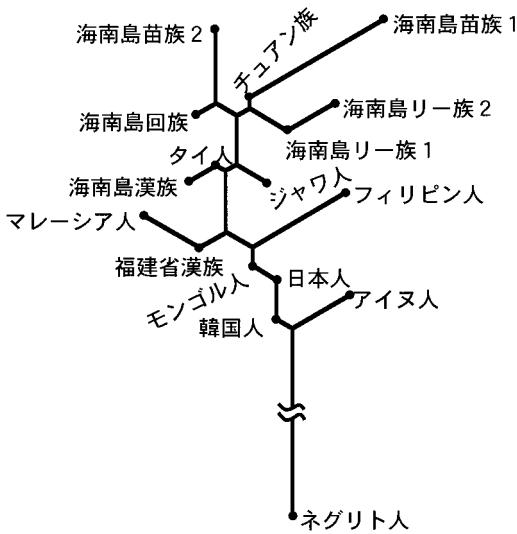 海南島苗族2
チュアン族
海南島苗族1
海南島回族
海南島リー族2
海南島リー族1
タイ人
海南島漢族
ジャワ人
フィリピン人
マレーシア人
福建省漢族
モンゴル人
日本人
アイヌ人
韓国人
ネグリト人